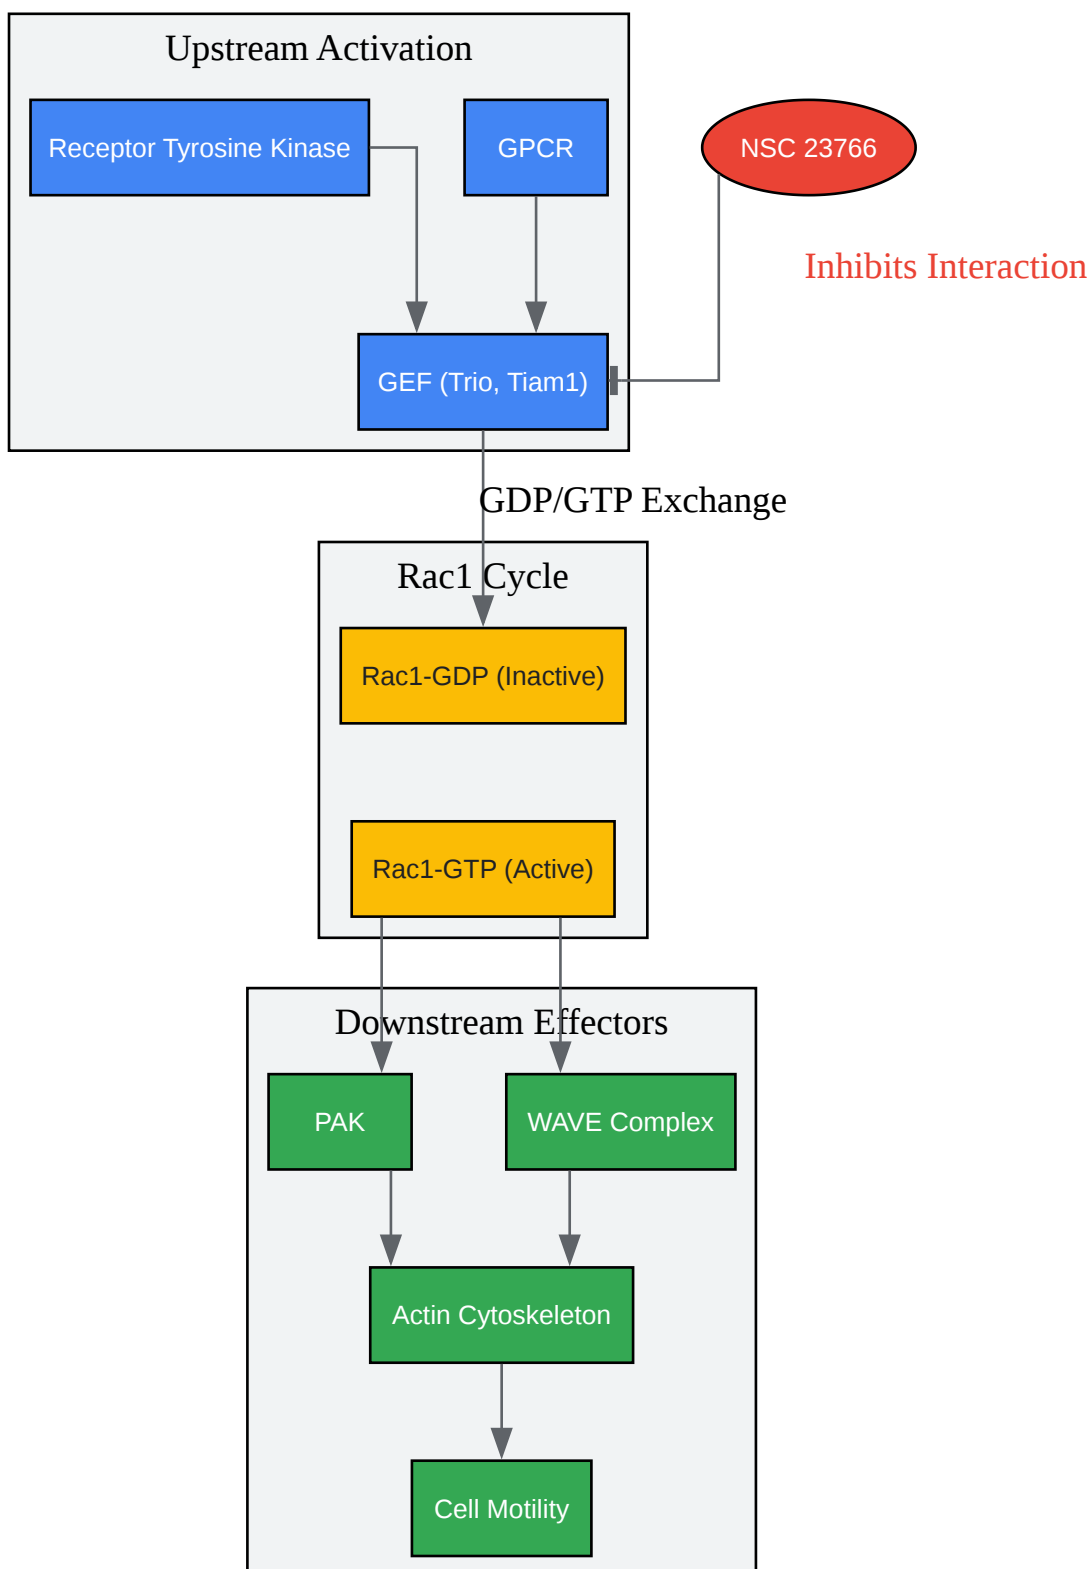 Upstream Activation
Receptor Tyrosine Kinase
GPCR
NSC 23766
Inhibits Interaction
GEF (Trio, Tiam1)
GDP/GTP Exchange
Rac1 Cycle
Rac1-GDP (Inactive)
Rac1-GTP (Active)
Downstream Effectors
PAK
WAVE Complex
Actin Cytoskeleton
Cell Motility